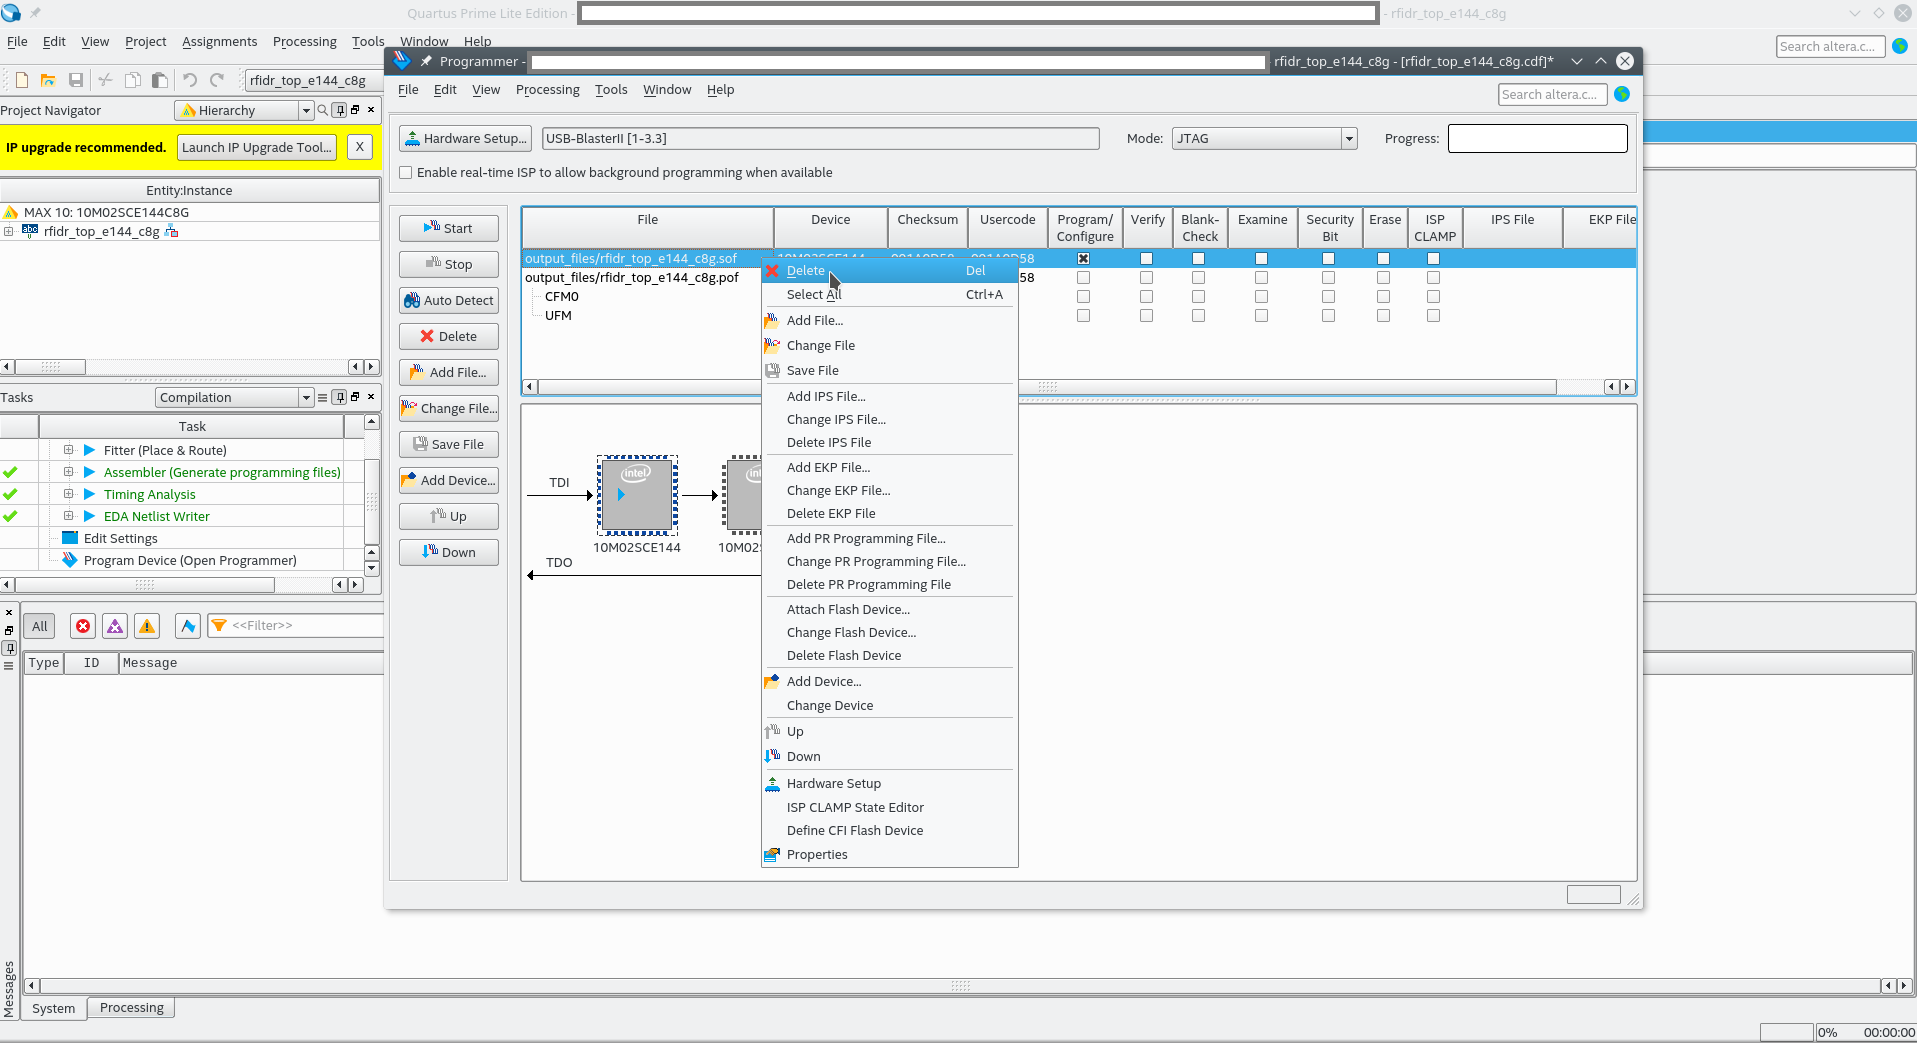 Quartus Prime Lite Edition - - rfidr_top_e144_c8g
File Edit View Project Assignments Processing Tools Window Help
Search altera.c...
rfidr_top_e144_c8g
Programmer - rfidr_top_e144_c8g - [rfidr_top_e144_c8g.cdf]*
File Edit View Processing Tools Window Help
Search altera.c...
Project Navigator Hierarchy
IP upgrade recommended. Launch IP Upgrade Tool... X
Entity:Instance
MAX 10: 10M02SCE144C8G
abc rfidr_top_e144_c8g
Hardware Setup... USB-BlasterII [1-3.3] Mode: JTAG Progress:
Enable real-time ISP to allow background programming when available
Start
Stop
Auto Detect
Delete
Add File...
Change File...
Save File
Add Device...
Up
Down
File Device Checksum Usercode Program/ Configure Verify Blank- Check Examine Security Bit Erase ISP CLAMP IPS File EKP File
output_files/rfidr_top_e144_c8g.sof 10M02SCE144 001A0D58 001A0D58
output_files/rfidr_top_e144_c8g.pof 58
CFM0
UFM
Delete Del
Select All Ctrl+A
Add File...
Change File
Save File
Add IPS File...
Change IPS File...
Delete IPS File
Add EKP File...
Change EKP File...
Delete EKP File
Add PR Programming File...
Change PR Programming File...
Delete PR Programming File
Attach Flash Device...
Change Flash Device...
Delete Flash Device
Add Device...
Change Device
Up
Down
Hardware Setup
ISP CLAMP State Editor
Define CFI Flash Device
Properties
TDI
intel
10M02SCE144 10M02S
TDO
Tasks Compilation
Task
Fitter (Place & Route)
Assembler (Generate programming files)
Timing Analysis
EDA Netlist Writer
Edit Settings
Program Device (Open Programmer)
All <<Filter>>
Type ID Message
Messages
System Processing
0% 00:00:00